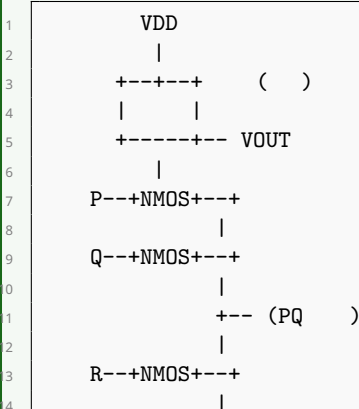 1 VDD
2 |
3 +--+--+ ( )
4 | |
5 +-----+-- VOUT
6 |
7 P--+NMOS+--+
8 |
9 Q--+NMOS+--+
10 |
11 +-- (PQ )
12 |
13 R--+NMOS+--+
14 |